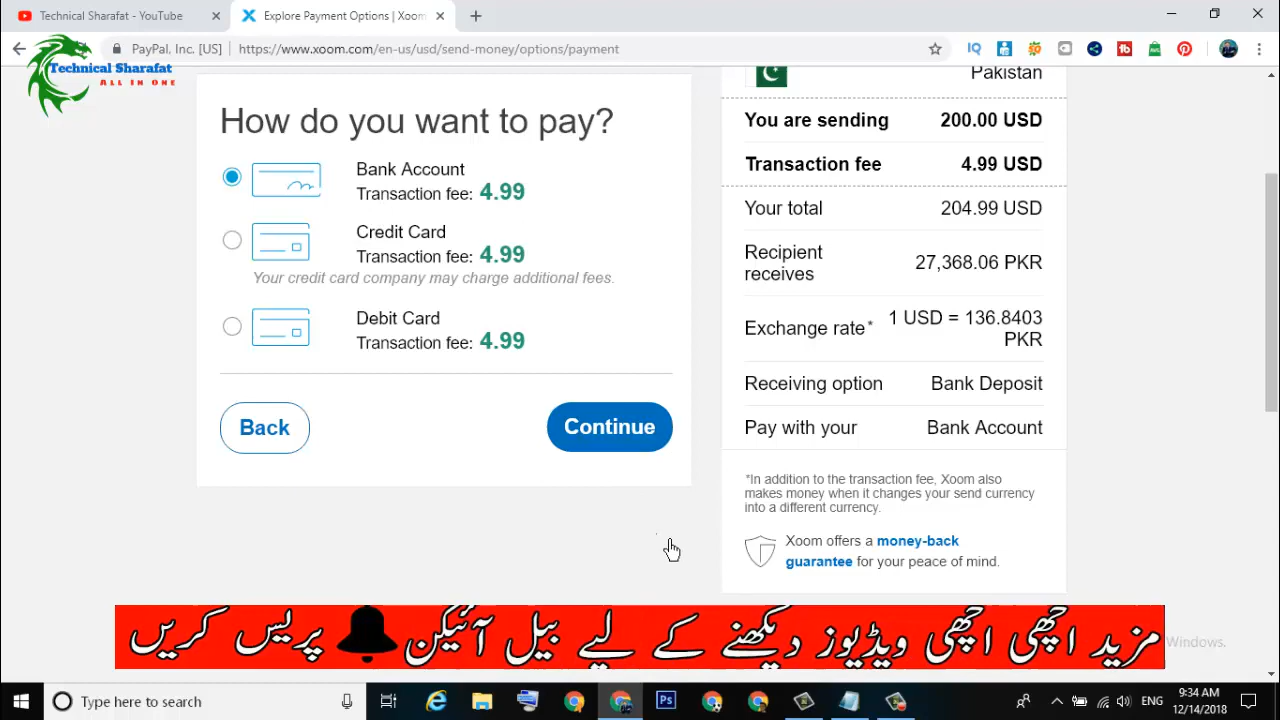 Technical Sharafat - YouTube
Explore Payment Options | Xoom
PayPal, Inc. [US]
https://www.xoom.com/en-us/usd/send-money/options/payment
Technical Sharafat
ALL IN ONE
How do you want to pay?
Bank Account
Transaction fee: 4.99
Credit Card
Transaction fee: 4.99
Your credit card company may charge additional fees.
Debit Card
Transaction fee: 4.99
Back
Continue
Pakistan
You are sending 200.00 USD
Transaction fee 4.99 USD
Your total 204.99 USD
Recipient receives 27,368.06 PKR
Exchange rate* 1 USD = 136.8403 PKR
Receiving option Bank Deposit
Pay with your Bank Account
*In addition to the transaction fee, Xoom also
makes money when it changes your send currency
into a different currency.
Xoom offers a money-back
guarantee for your peace of mind.
مزید اچھی اچھی ویڈیوز دیکھنے کے لیے بیل آئیکن پریس کریں
Windows.
Type here to search
ENG
9:34 AM
12/14/2018